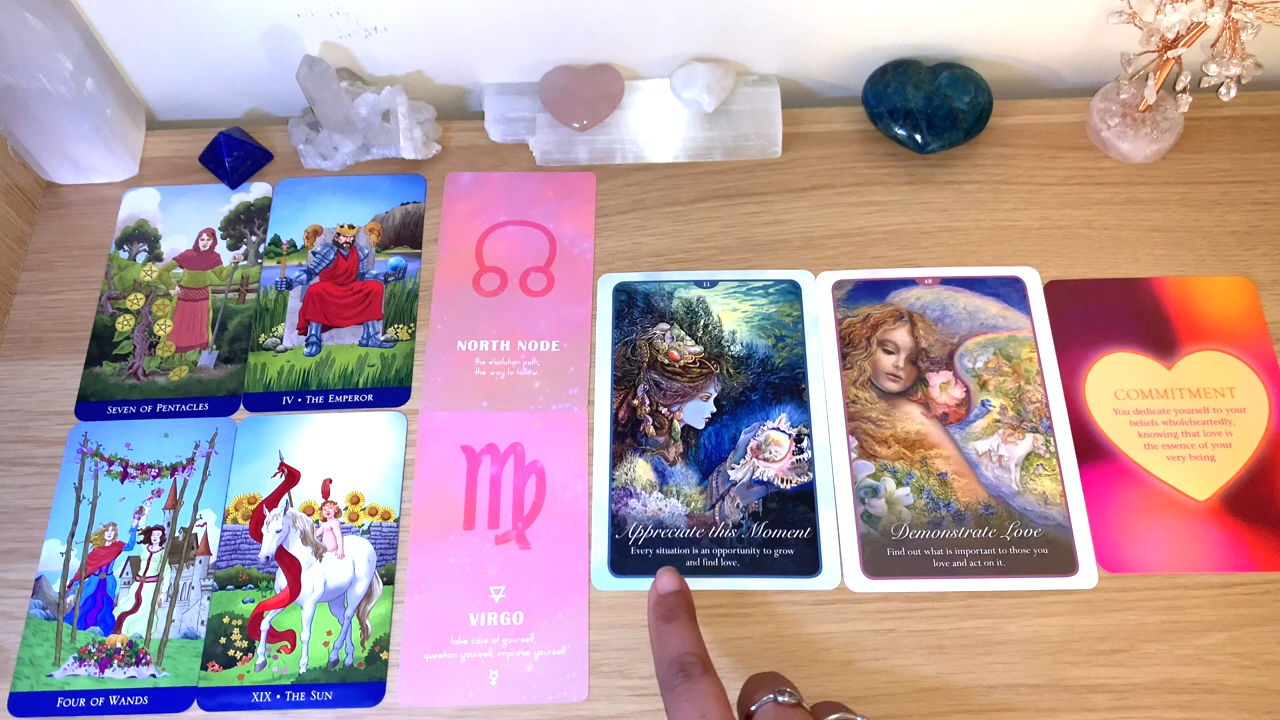 SEVEN OF PENTACLES
IV • THE EMPEROR
FOUR OF WANDS
XIX • THE SUN
NORTH NODE
the evolution path,
the way to follow
VIRGO
take care of yourself,
question yourself, improve yourself
33
Appreciate this Moment
Every situation is an opportunity to grow
and find love.
48
Demonstrate Love
Find out what is important to those you
love and act on it.
COMMITMENT
You dedicate yourself to your
beliefs wholeheartedly,
knowing that love is
the essence of your
very being